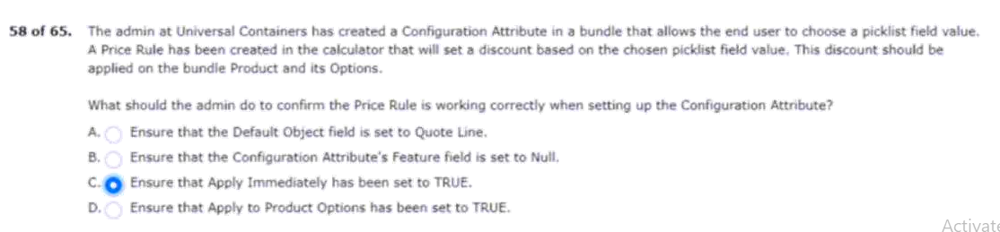 58 of 65. The admin at Universal Containers has created a Configuration Attribute in a bundle that allows the end user to choose a picklist field value.
A Price Rule has been created in the calculator that will set a discount based on the chosen picklist field value. This discount should be
applied on the bundle Product and its Options.
What should the admin do to confirm the Price Rule is working correctly when setting up the Configuration Attribute?
A. Ensure that the Default Object field is set to Quote Line.
B. Ensure that the Configuration Attribute's Feature field is set to Null.
C. Ensure that Apply Immediately has been set to TRUE.
D. Ensure that Apply to Product Options has been set to TRUE.
Activate